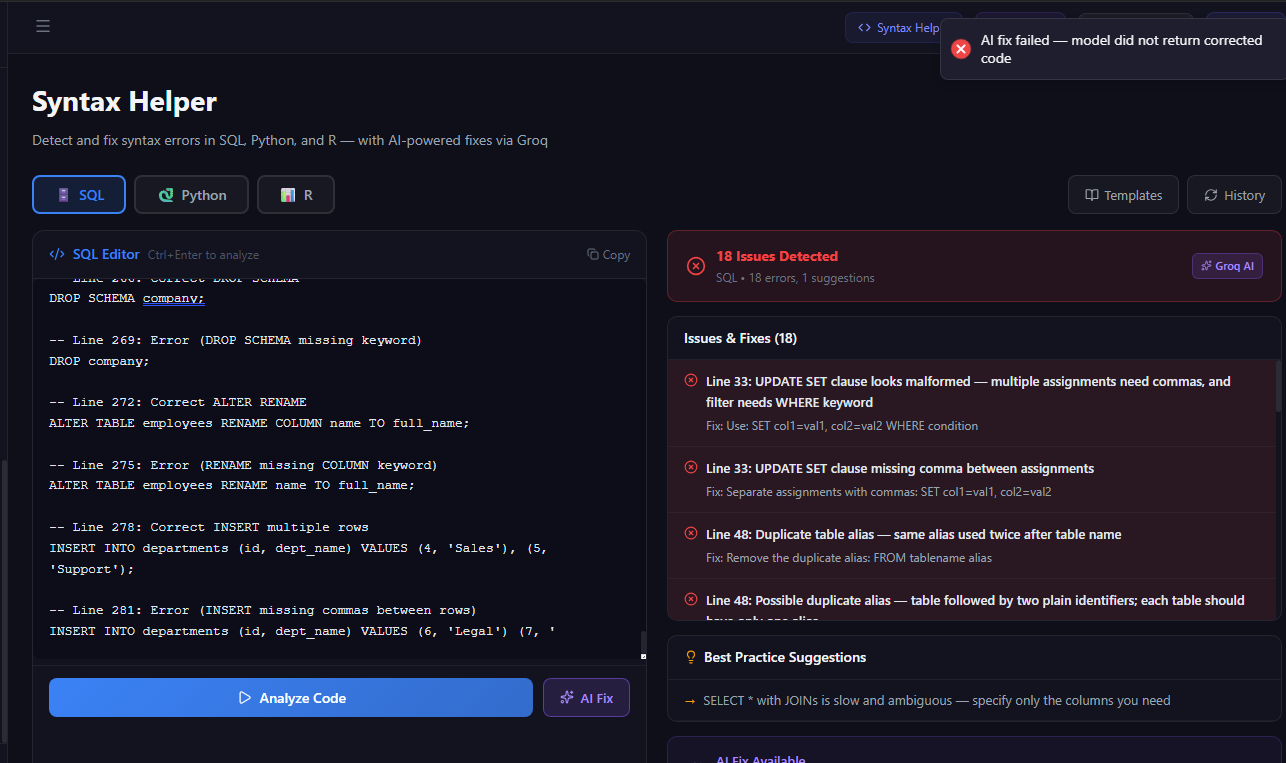 Syntax Help
AI fix failed — model did not return corrected
code
Syntax Helper
Detect and fix syntax errors in SQL, Python, and R — with AI-powered fixes via Groq
SQL
Python
R
Templates
History
SQL Editor Ctrl+Enter to analyze
Copy
DROP SCHEMA company;
-- Line 269: Error (DROP SCHEMA missing keyword)
DROP company;
-- Line 272: Correct ALTER RENAME
ALTER TABLE employees RENAME COLUMN name TO full_name;
-- Line 275: Error (RENAME missing COLUMN keyword)
ALTER TABLE employees RENAME name TO full_name;
-- Line 278: Correct INSERT multiple rows
INSERT INTO departments (id, dept_name) VALUES (4, 'Sales'), (5,
'Support');
-- Line 281: Error (INSERT missing commas between rows)
INSERT INTO departments (id, dept_name) VALUES (6, 'Legal') (7, '
Analyze Code
AI Fix
18 Issues Detected
SQL • 18 errors, 1 suggestions
Groq AI
Issues & Fixes (18)
Line 33: UPDATE SET clause looks malformed — multiple assignments need commas, and
filter needs WHERE keyword
Fix: Use: SET col1=val1, col2=val2 WHERE condition
Line 33: UPDATE SET clause missing comma between assignments
Fix: Separate assignments with commas: SET col1=val1, col2=val2
Line 48: Duplicate table alias — same alias used twice after table name
Fix: Remove the duplicate alias: FROM tablename alias
Line 48: Possible duplicate alias — table followed by two plain identifiers; each table should
have only one alias
Best Practice Suggestions
→ SELECT * with JOINs is slow and ambiguous — specify only the columns you need
AI Fix Available